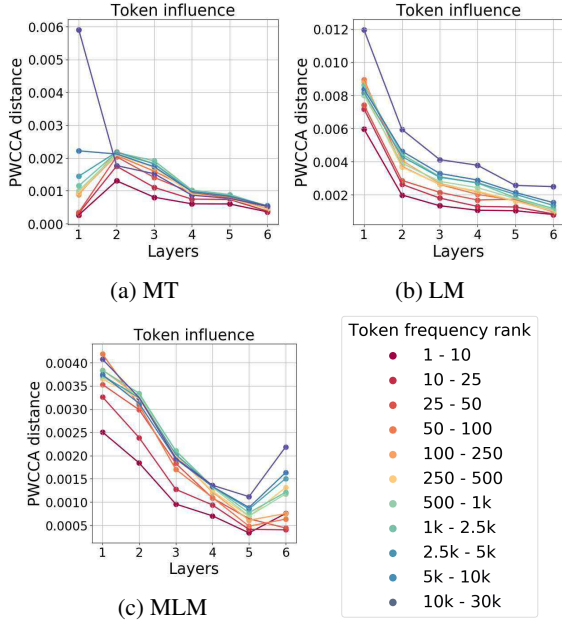 Token influence
PWCCA distance
0.006
0.005
0.004
0.003
0.002
0.001
0.000
1 2 3 4 5 6
Layers
(a) MT
Token influence
PWCCA distance
0.012
0.010
0.008
0.006
0.004
0.002
1 2 3 4 5 6
Layers
(b) LM
Token influence
PWCCA distance
0.0040
0.0035
0.0030
0.0025
0.0020
0.0015
0.0010
0.0005
1 2 3 4 5 6
Layers
(c) MLM
Token frequency rank
1 - 10
10 - 25
25 - 50
50 - 100
100 - 250
250 - 500
500 - 1k
1k - 2.5k
2.5k - 5k
5k - 10k
10k - 30k